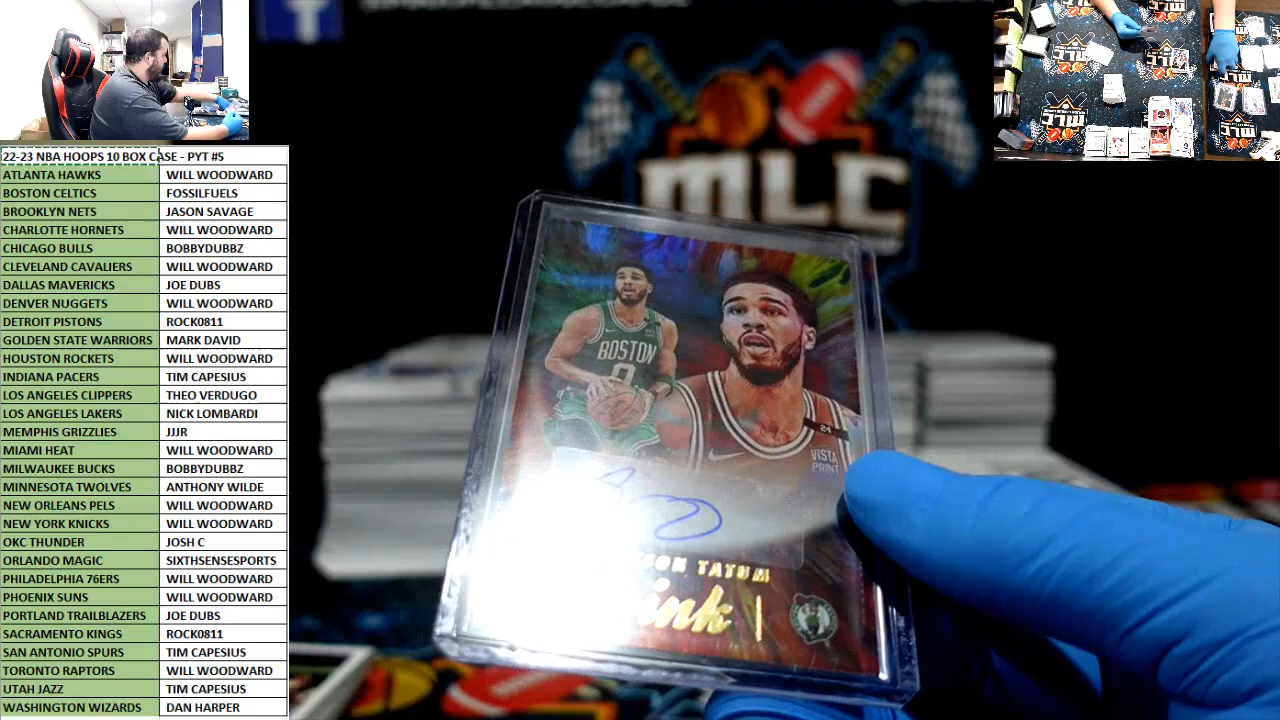 22-23 NBA HOOPS 10 BOX CASE - PYT #5
ATLANTA HAWKS WILL WOODWARD
BOSTON CELTICS FOSSILFUELS
BROOKLYN NETS JASON SAVAGE
CHARLOTTE HORNETS WILL WOODWARD
CHICAGO BULLS BOBBYDUBBZ
CLEVELAND CAVALIERS WILL WOODWARD
DALLAS MAVERICKS JOE DUBS
DENVER NUGGETS WILL WOODWARD
DETROIT PISTONS ROCK0811
GOLDEN STATE WARRIORS MARK DAVID
HOUSTON ROCKETS WILL WOODWARD
INDIANA PACERS TIM CAPESIUS
LOS ANGELES CLIPPERS THEO VERDUGO
LOS ANGELES LAKERS NICK LOMBARDI
MEMPHIS GRIZZLIES JJJR
MIAMI HEAT WILL WOODWARD
MILWAUKEE BUCKS BOBBYDUBBZ
MINNESOTA TWOLVES ANTHONY WILDE
NEW ORLEANS PELS WILL WOODWARD
NEW YORK KNICKS WILL WOODWARD
OKC THUNDER JOSH C
ORLANDO MAGIC SIXTHSENSESPORTS
PHILADELPHIA 76ERS WILL WOODWARD
PHOENIX SUNS WILL WOODWARD
PORTLAND TRAILBLAZERS JOE DUBS
SACRAMENTO KINGS ROCK0811
SAN ANTONIO SPURS TIM CAPESIUS
TORONTO RAPTORS WILL WOODWARD
UTAH JAZZ TIM CAPESIUS
WASHINGTON WIZARDS DAN HARPER
MLC
BOSTON
0
24
VISTA
PRINT
TATUM
ink